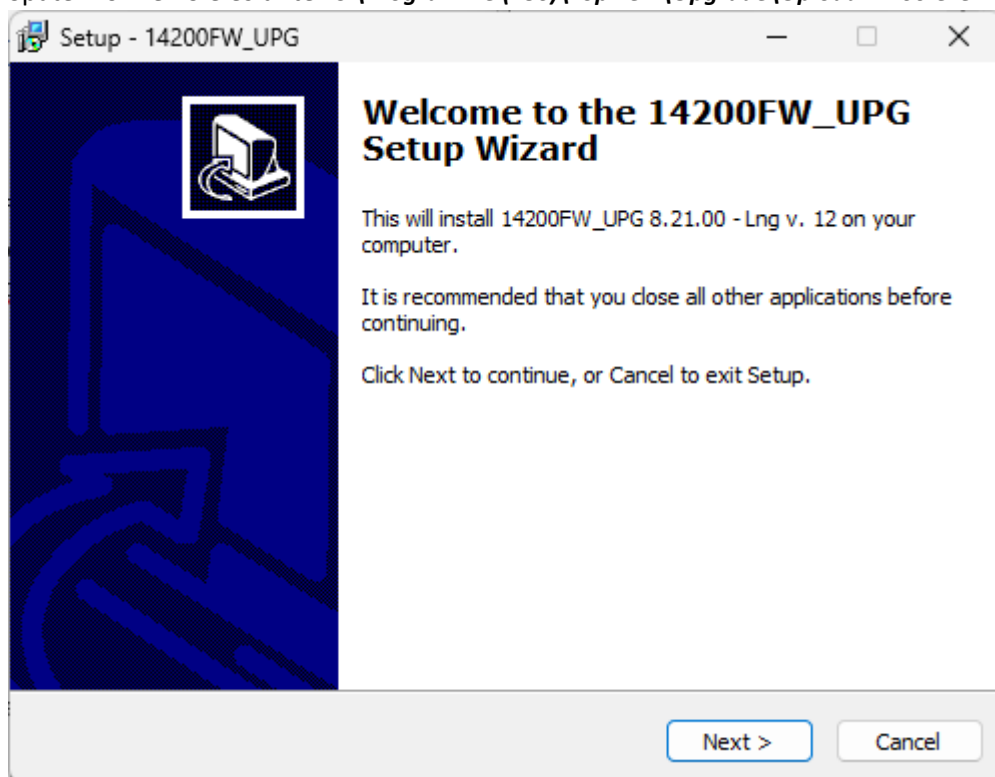 Setup - 14200FW_UPG
Welcome to the 14200FW_UPG
Setup Wizard
This will install 14200FW_UPG 8.21.00 - Lng v. 12 on your
computer.
It is recommended that you close all other applications before
continuing.
Click Next to continue, or Cancel to exit Setup.
Next >
Cancel